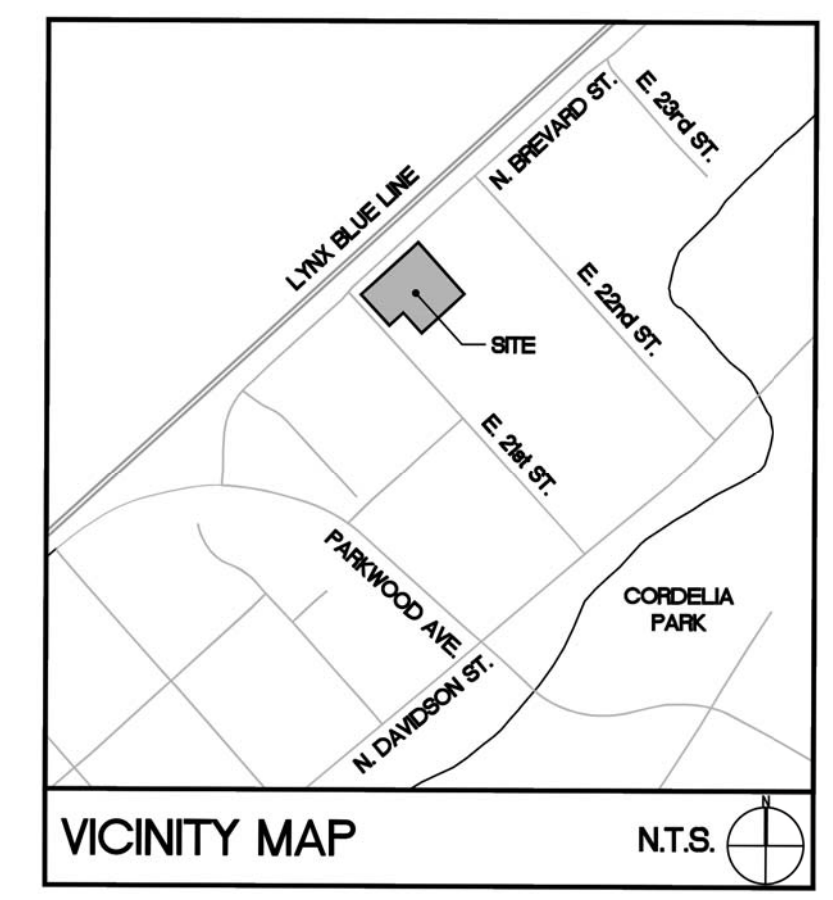 E. 23rd ST.
N. BREVARD ST.
LYNX BLUE LINE
E. 22nd ST.
SITE
E. 21st ST.
PARKWOOD AVE.
CORDELIA
PARK
N. DAVIDSON ST.
VICINITY MAP
N.T.S.
N